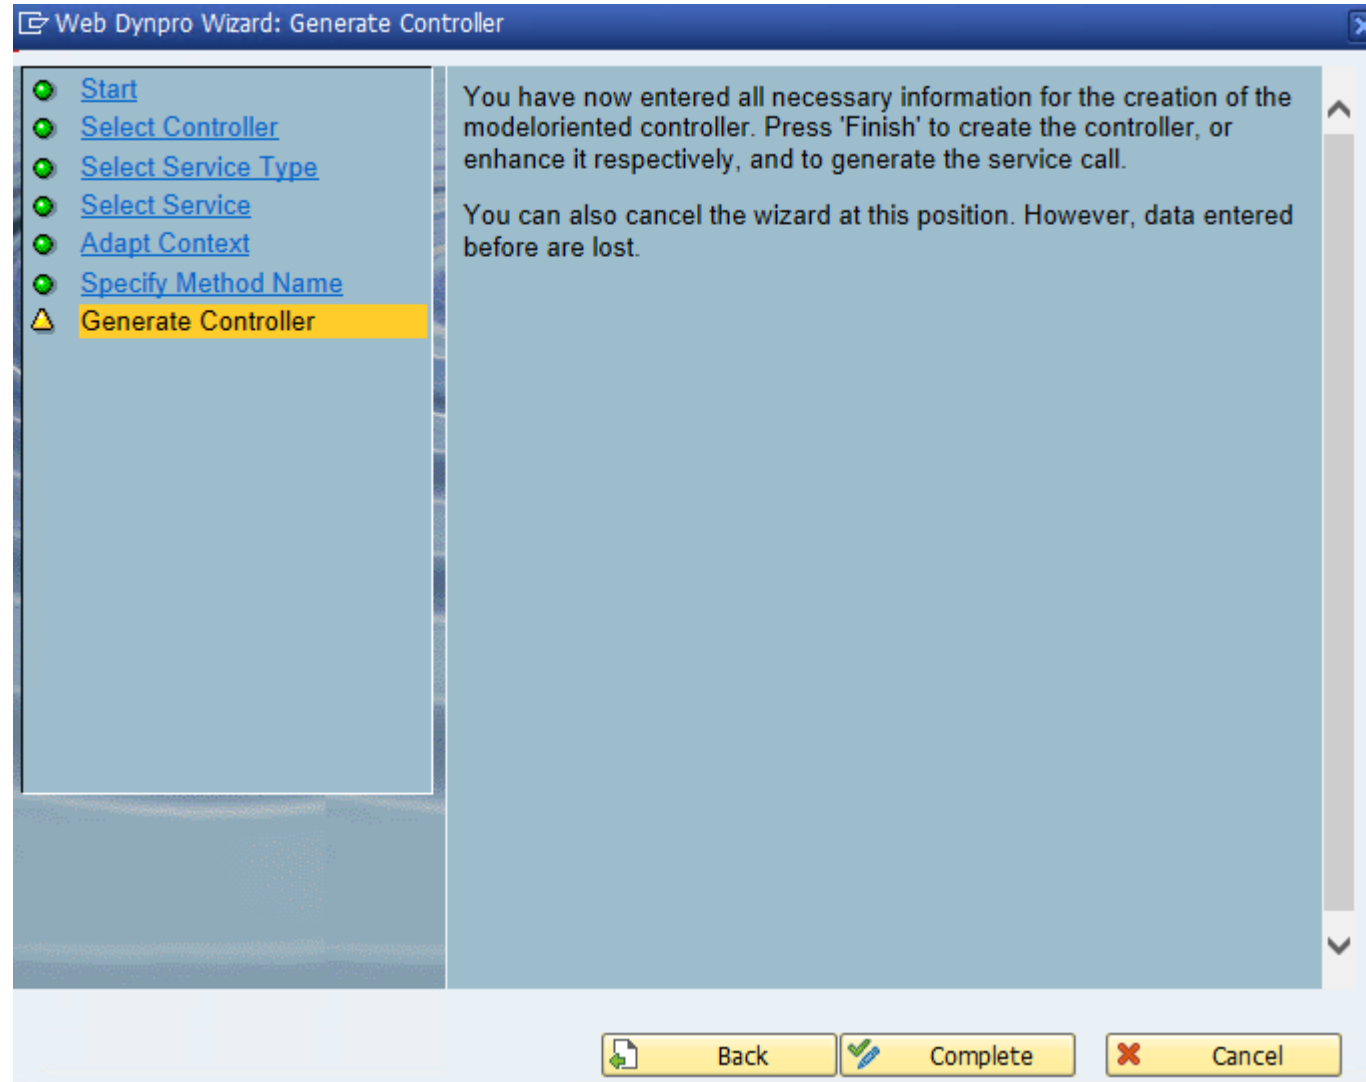 Web Dynpro Wizard: Generate Controller
Start
Select Controller
Select Service Type
Select Service
Adapt Context
Specify Method Name
Generate Controller
You have now entered all necessary information for the creation of the
modeloriented controller. Press 'Finish' to create the controller, or
enhance it respectively, and to generate the service call.
You can also cancel the wizard at this position. However, data entered
before are lost.
Back
Complete
Cancel